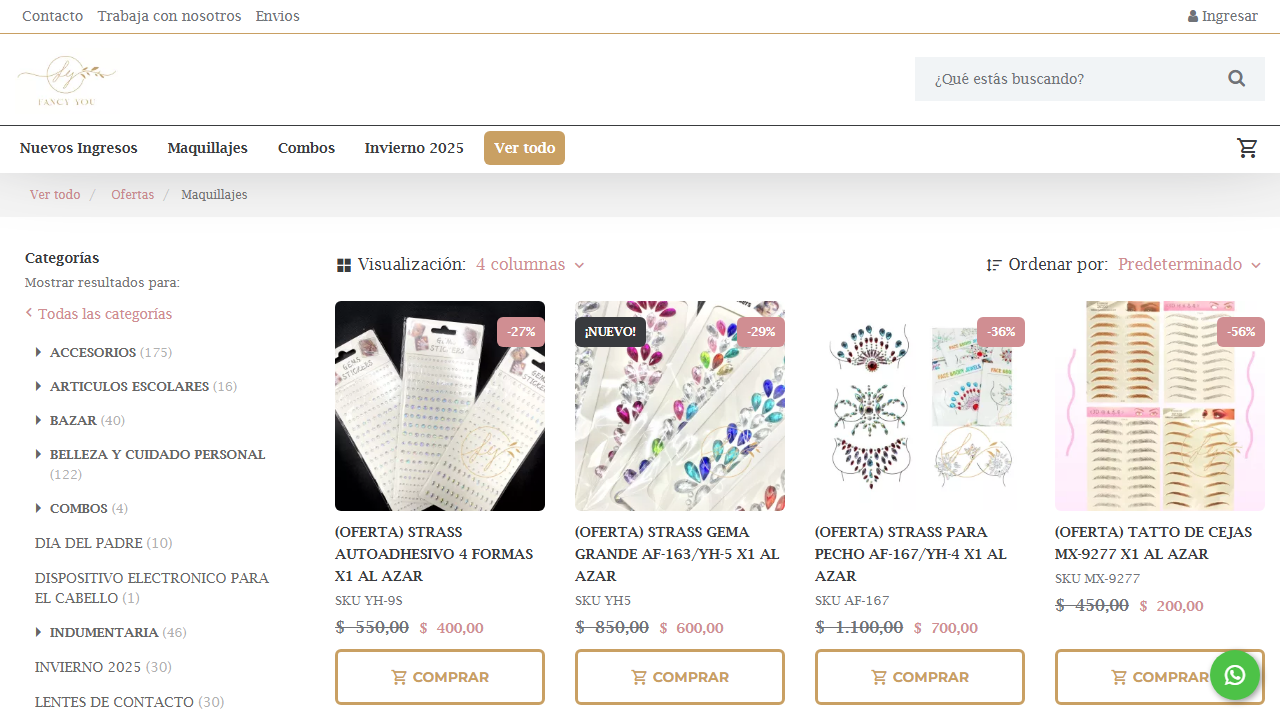 Contacto Trabaja con nosotros Envios
Ingresar
fy
FANCY YOU
¿Qué estás buscando?
Nuevos Ingresos Maquillajes Combos Invierno 2025 Ver todo
Ver todo / Ofertas / Maquillajes
Categorías
Mostrar resultados para:
Todas las categorías
ACCESORIOS (175)
ARTICULOS ESCOLARES (16)
BAZAR (40)
BELLEZA Y CUIDADO PERSONAL
(122)
COMBOS (4)
DIA DEL PADRE (10)
DISPOSITIVO ELECTRONICO PARA
EL CABELLO (1)
INDUMENTARIA (46)
INVIERNO 2025 (30)
LENTES DE CONTACTO (30)
Visualización: 4 columnas
Ordenar por: Predeterminado
-27%
GEMS
STICKERS
(OFERTA) STRASS
AUTOADHESIVO 4 FORMAS
X1 AL AZAR
SKU YH-9S
$ 550,00 $ 400,00
COMPRAR
¡NUEVO!
-29%
(OFERTA) STRASS GEMA
GRANDE AF-163/YH-5 X1 AL
AZAR
SKU YH5
$ 850,00 $ 600,00
COMPRAR
-36%
(OFERTA) STRASS PARA
PECHO AF-167/YH-4 X1 AL
AZAR
SKU AF-167
$ 1.100,00 $ 700,00
COMPRAR
-56%
(OFERTA) TATTO DE CEJAS
MX-9277 X1 AL AZAR
SKU MX-9277
$ 450,00 $ 200,00
COMPRAR